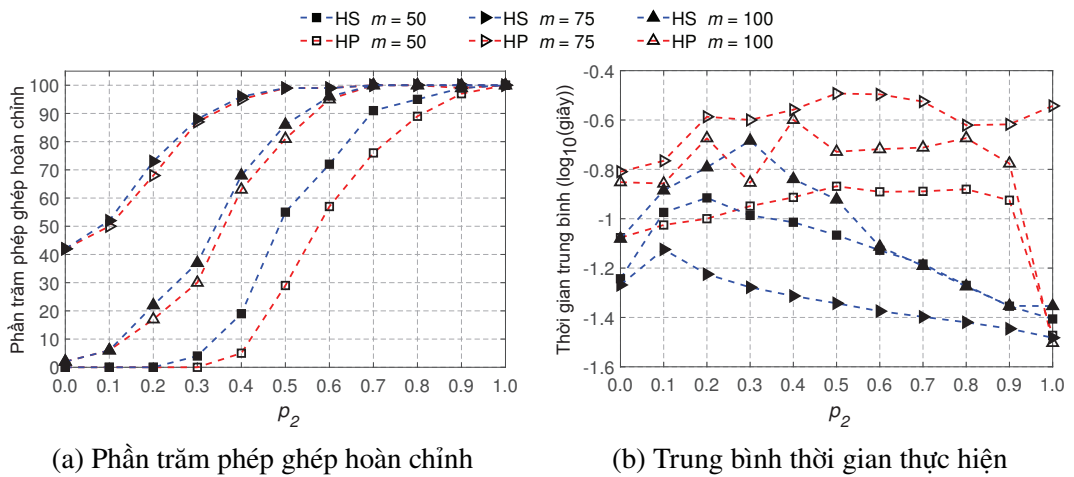 HS m = 50 HS m = 75 HS m = 100
HP m = 50 HP m = 75 HP m = 100
Phần trăm phép ghép hoàn chỉnh
100
90
80
70
60
50
40
30
20
10
0
0.0 0.1 0.2 0.3 0.4 0.5 0.6 0.7 0.8 0.9 1.0
p2
(a) Phần trăm phép ghép hoàn chỉnh
Thời gian trung bình (log10(giây))
-0.4
-0.6
-0.8
-1
-1.2
-1.4
-1.6
0.0 0.1 0.2 0.3 0.4 0.5 0.6 0.7 0.8 0.9 1.0
p2
(b) Trung bình thời gian thực hiện